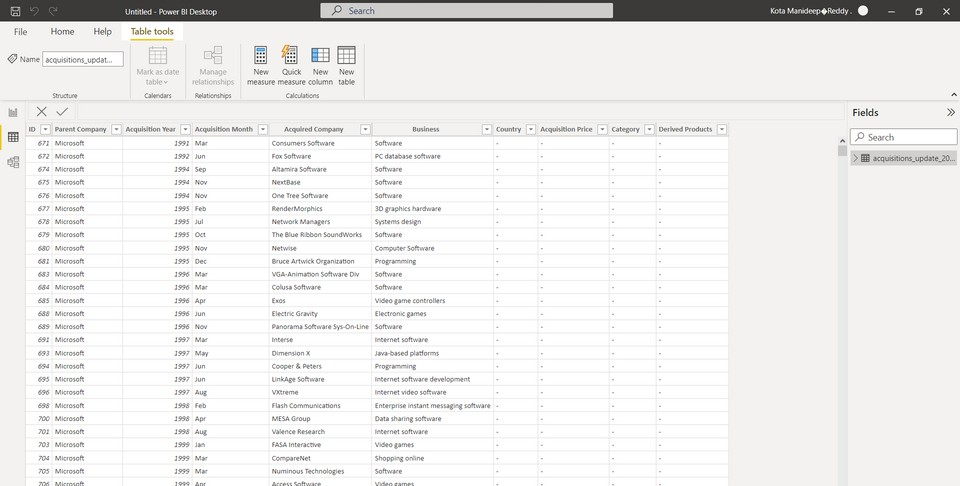 Untitled - Power BI Desktop
Search
Kota Manideep�Reddy .
File Home Help Table tools
Name acquisitions_updat...
Mark as date table
Manage relationships
New measure
Quick measure
New column
New table
Structure Calendars Relationships Calculations
Fields
Search
acquisitions_update_20...
ID Parent Company Acquisition Year Acquisition Month Acquired Company Business Country Acquisition Price Category Derived Products
671 Microsoft 1991 Mar Consumers Software Software - - - -
672 Microsoft 1992 Jun Fox Software PC database software - - - -
674 Microsoft 1994 Sep Altamira Software Software - - - -
675 Microsoft 1994 Nov NextBase Software - - - -
676 Microsoft 1994 Nov One Tree Software Software - - - -
677 Microsoft 1995 Feb RenderMorphics 3D graphics hardware - - - -
678 Microsoft 1995 Jul Network Managers Systems design - - - -
679 Microsoft 1995 Oct The Blue Ribbon SoundWorks Software - - - -
680 Microsoft 1995 Nov Netwise Computer Software - - - -
681 Microsoft 1995 Dec Bruce Artwick Organization Programming - - - -
683 Microsoft 1996 Mar VGA-Animation Software Div Software - - - -
684 Microsoft 1996 Mar Colusa Software Software - - - -
685 Microsoft 1996 Apr Exos Video game controllers - - - -
688 Microsoft 1996 Jun Electric Gravity Electronic games - - - -
689 Microsoft 1996 Nov Panorama Software Sys-On-Line Software - - - -
691 Microsoft 1997 Mar Interse Internet software - - - -
693 Microsoft 1997 May Dimension X Java-based platforms - - - -
694 Microsoft 1997 Jun Cooper & Peters Programming - - - -
695 Microsoft 1997 Jun LinkAge Software Internet software development - - - -
696 Microsoft 1997 Aug VXtreme Internet video software - - - -
698 Microsoft 1998 Feb Flash Communications Enterprise instant messaging software - - - -
700 Microsoft 1998 Apr MESA Group Data sharing software - - - -
701 Microsoft 1998 Aug Valence Research Internet software - - - -
703 Microsoft 1999 Jan FASA Interactive Video games - - - -
704 Microsoft 1999 Mar CompareNet Shopping online - - - -
705 Microsoft 1999 Mar Numinous Technologies Software - - - -
706 Microsoft 1999 Apr Access Software Video games - - - -